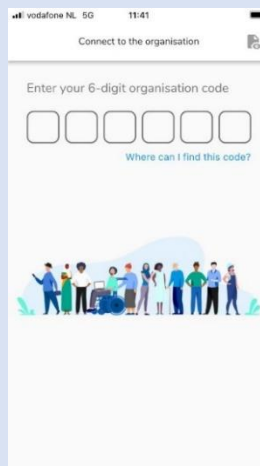 vodafone NL 5G 11:41
Connect to the organisation
Enter your 6-digit organisation code
Where can I find this code?